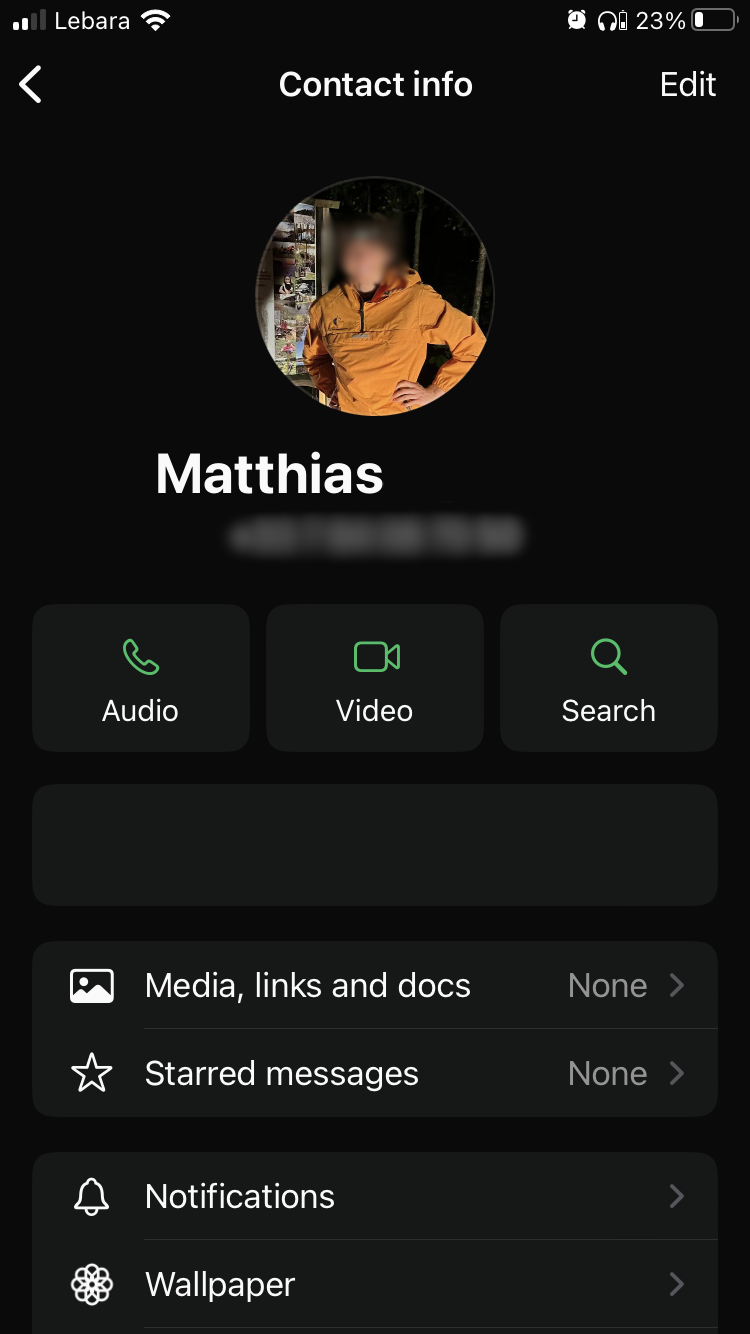 Lebara 23%
Contact info Edit
Matthias
Audio Video Search
Media, links and docs None
Starred messages None
Notifications
Wallpaper